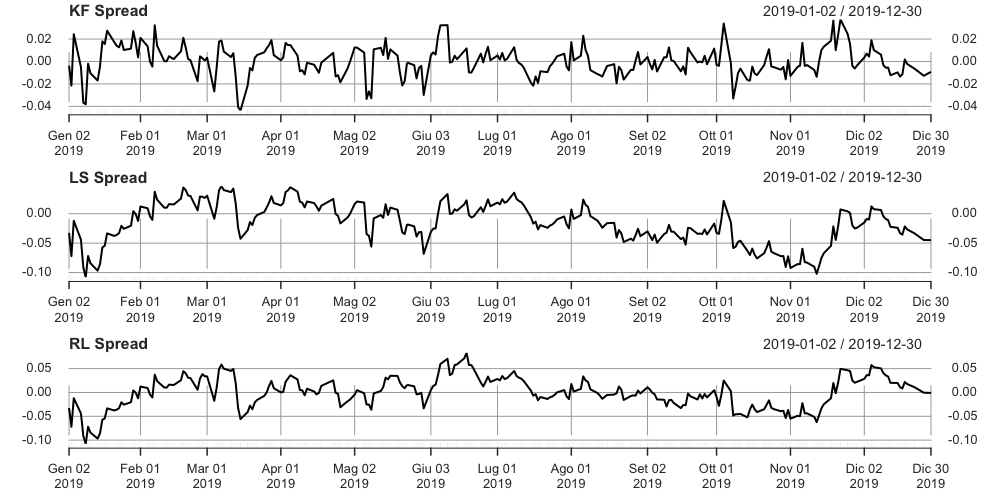 KF Spread 2019-01-02 / 2019-12-30
0.02 0.02
0.00 0.00
-0.02 -0.02
-0.04 -0.04
Gen 02 Feb 01 Mar 01 Apr 01 Mag 02 Giu 03 Lug 01 Ago 01 Set 02 Ott 01 Nov 01 Dic 02 Dic 30
2019 2019 2019 2019 2019 2019 2019 2019 2019 2019 2019 2019 2019
LS Spread 2019-01-02 / 2019-12-30
0.00 0.00
-0.05 -0.05
-0.10 -0.10
Gen 02 Feb 01 Mar 01 Apr 01 Mag 02 Giu 03 Lug 01 Ago 01 Set 02 Ott 01 Nov 01 Dic 02 Dic 30
2019 2019 2019 2019 2019 2019 2019 2019 2019 2019 2019 2019 2019
RL Spread 2019-01-02 / 2019-12-30
0.05 0.05
0.00 0.00
-0.05 -0.05
-0.10 -0.10
Gen 02 Feb 01 Mar 01 Apr 01 Mag 02 Giu 03 Lug 01 Ago 01 Set 02 Ott 01 Nov 01 Dic 02 Dic 30
2019 2019 2019 2019 2019 2019 2019 2019 2019 2019 2019 2019 2019